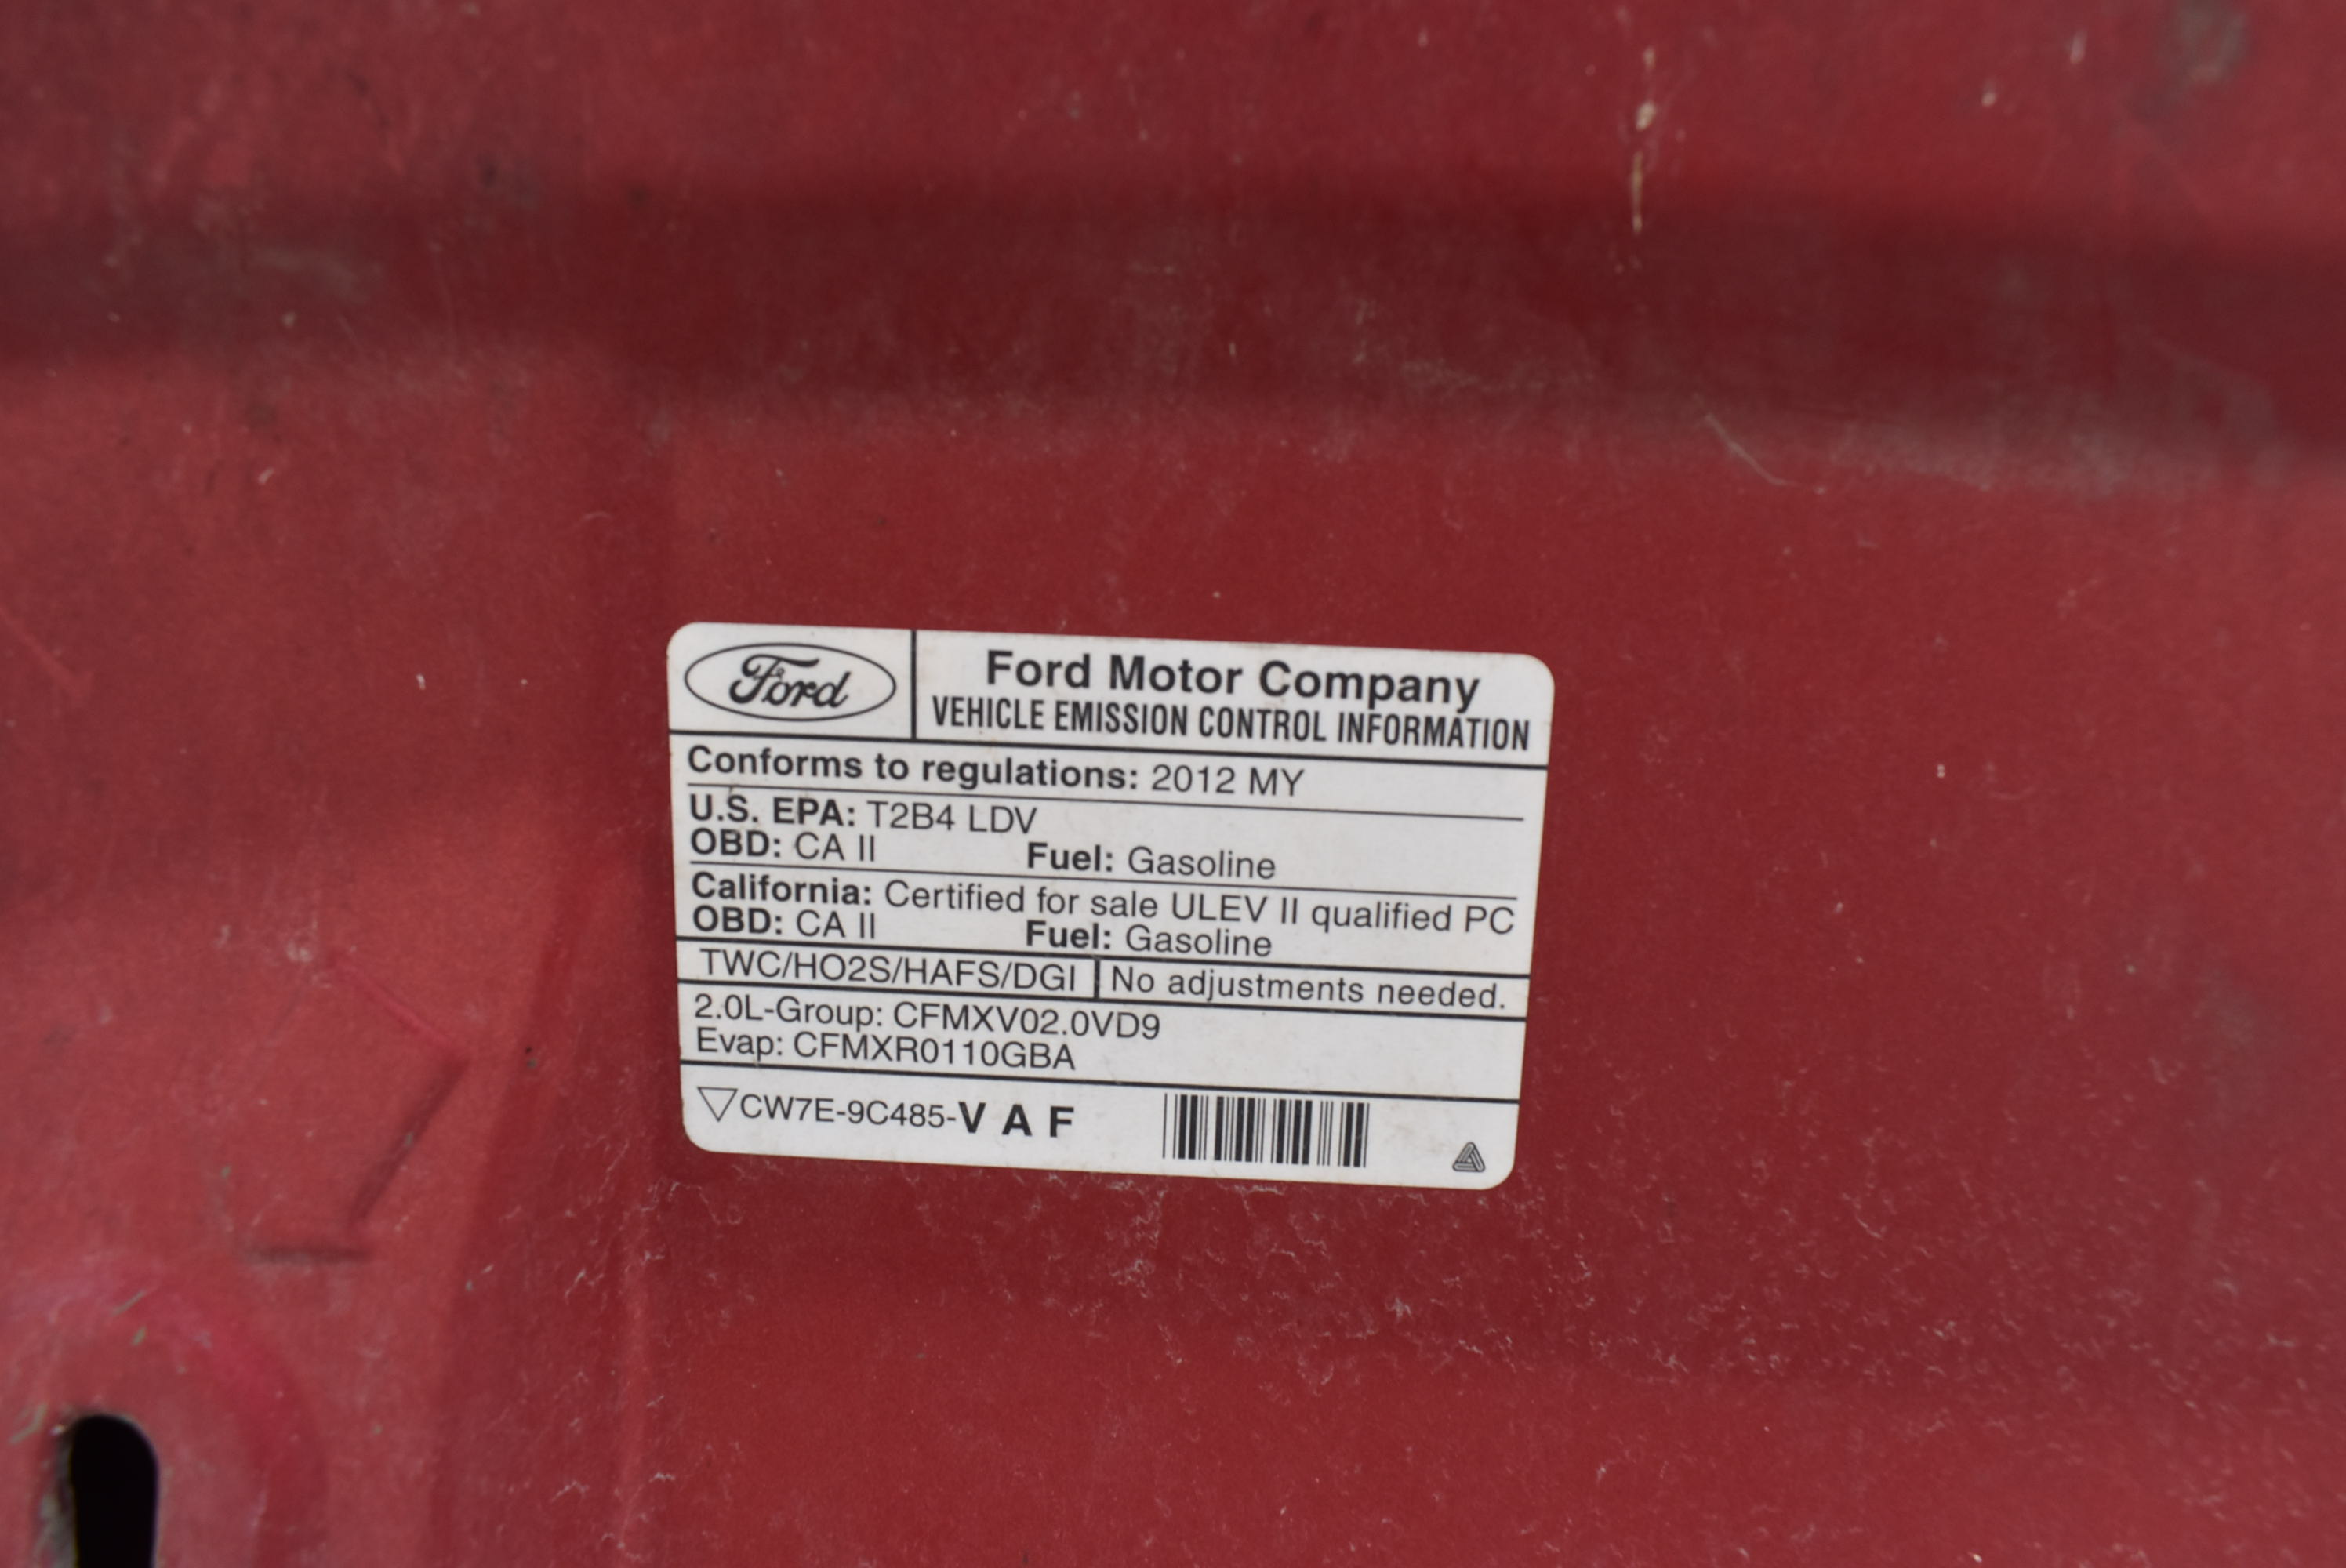 Ford
Ford Motor Company
VEHICLE EMISSION CONTROL INFORMATION
Conforms to regulations: 2012 MY
U.S. EPA: T2B4 LDV
OBD: CA II Fuel: Gasoline
California: Certified for sale ULEV II qualified PC
OBD: CA II Fuel: Gasoline
TWC/HO2S/HAFS/DGI No adjustments needed.
2.0L-Group: CFMXV02.0VD9
Evap: CFMXR0110GBA
CW7E-9C485-V A F